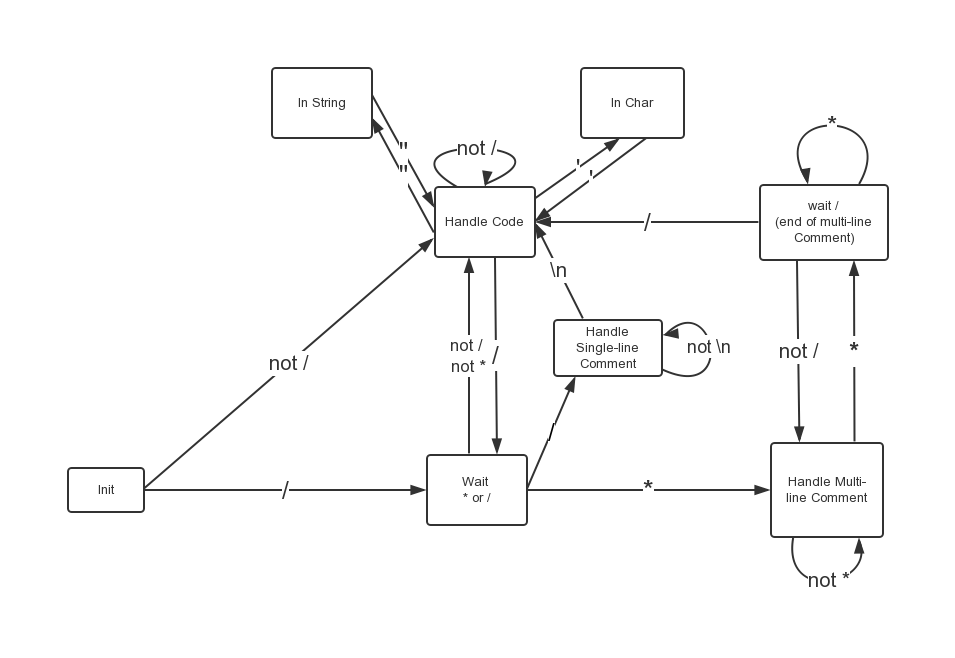 In String
In Char
"
"
not /
'
'
*
Handle Code
wait /
(end of multi-line
Comment)
/
\n
Handle
Single-line
Comment
not \n
not /
not /
not *
/
not /
*
/
Init
/
Wait
* or /
*
Handle Multi-
line Comment
not *